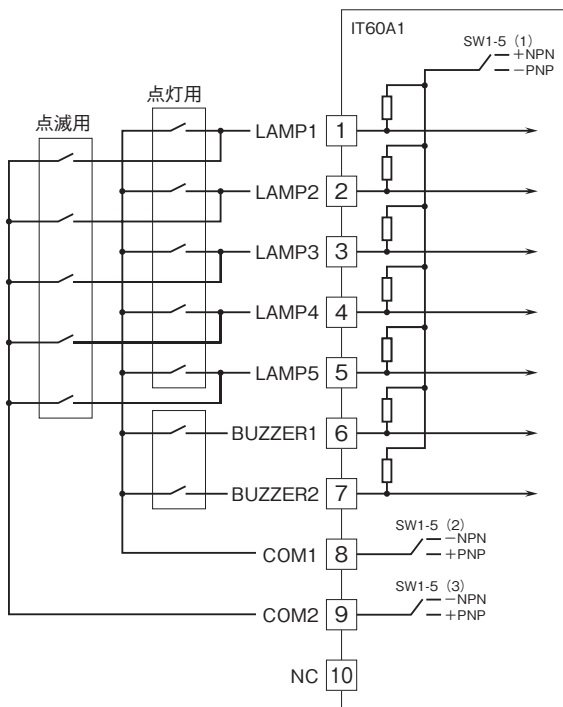 IT60A1
SW1-5 (1)
+NPN
−PNP
点灯用
点滅用
LAMP1 1
LAMP2 2
LAMP3 3
LAMP4 4
LAMP5 5
BUZZER1 6
BUZZER2 7
SW1-5 (2)
−NPN
+PNP
COM1 8
SW1-5 (3)
−NPN
+PNP
COM2 9
NC 10